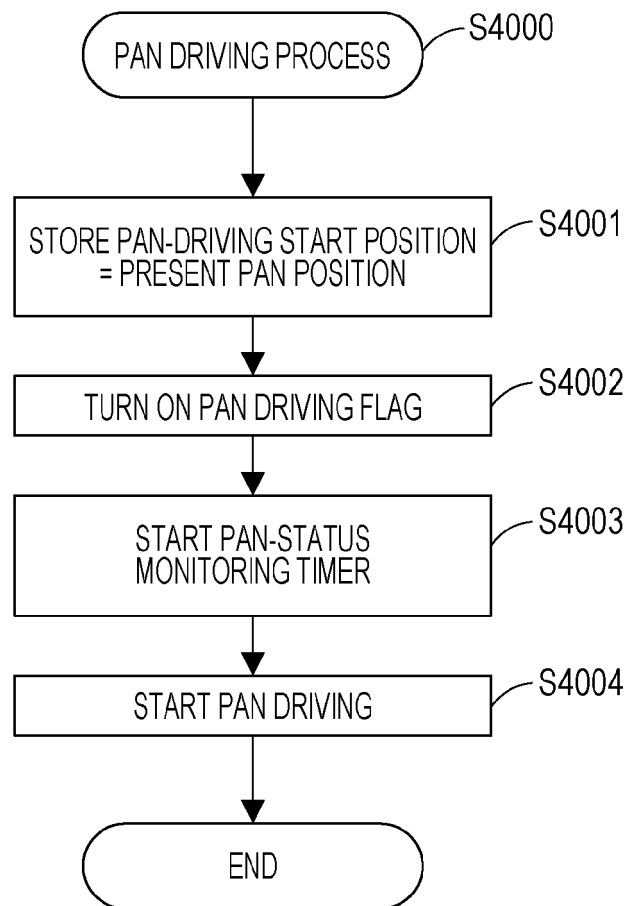 PAN DRIVING PROCESS
S4000
STORE PAN-DRIVING START POSITION
= PRESENT PAN POSITION
S4001
TURN ON PAN DRIVING FLAG
S4002
START PAN-STATUS
MONITORING TIMER
S4003
START PAN DRIVING
S4004
END